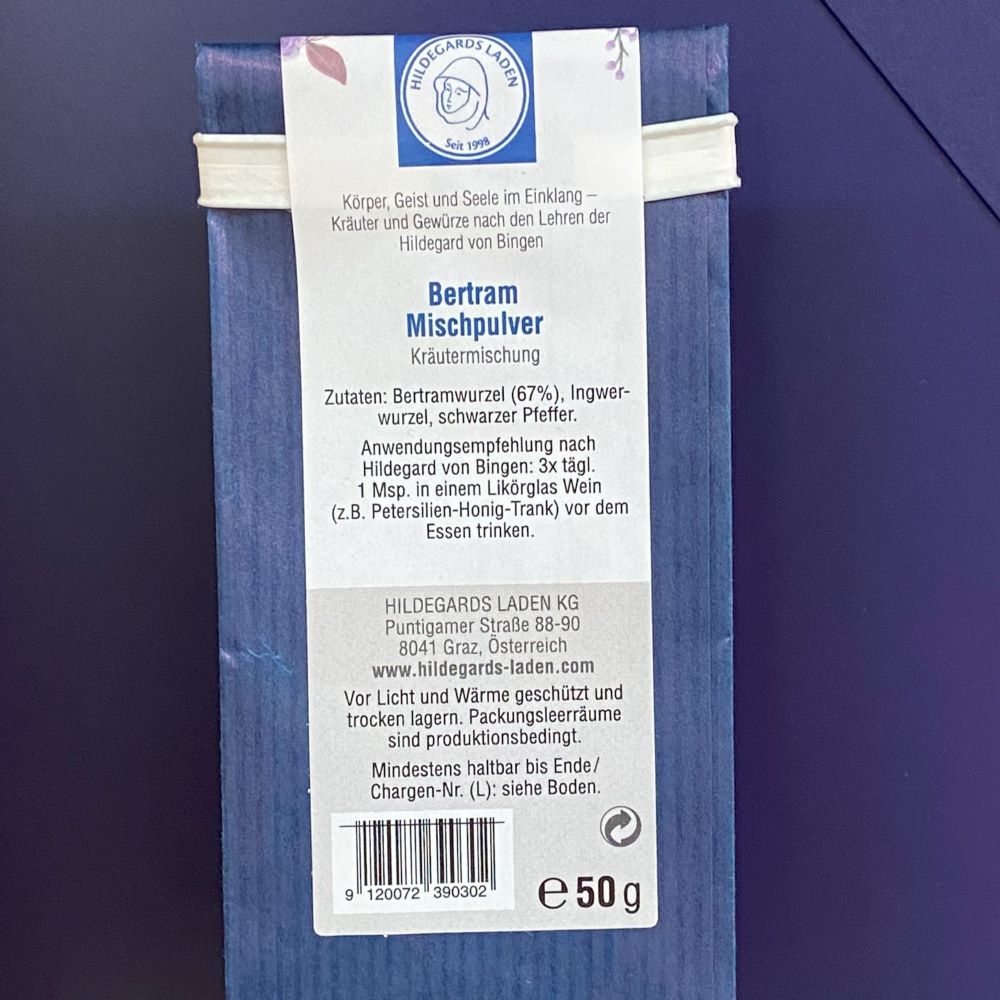 HILDEGARDS LADEN
Seit 1998
Körper, Geist und Seele im Einklang –
Kräuter und Gewürze nach den Lehren der
Hildegard von Bingen
Bertram
Mischpulver
Kräutermischung
Zutaten: Bertramwurzel (67%), Ingwer-
wurzel, schwarzer Pfeffer.
Anwendungsempfehlung nach
Hildegard von Bingen: 3x tägl.
1 Msp. in einem Likörglas Wein
(z.B. Petersilien-Honig-Trank) vor dem
Essen trinken.
HILDEGARDS LADEN KG
Puntigamer Straße 88-90
8041 Graz, Österreich
www.hildegards-laden.com
Vor Licht und Wärme geschützt und
trocken lagern. Packungsleerräume
sind produktionsbedingt.
Mindestens haltbar bis Ende/
Chargen-Nr. (L): siehe Boden.
9 120072 390302
℮ 50 g